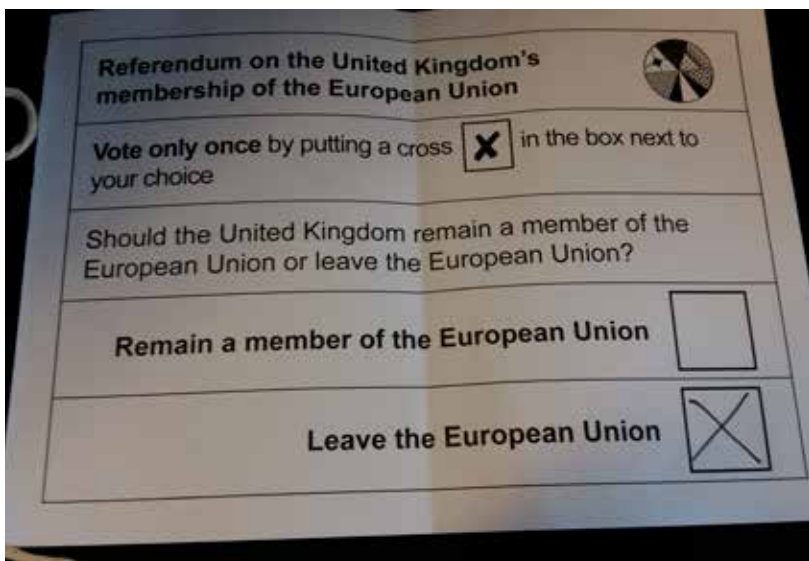 Referendum on the United Kingdom's
membership of the European Union
Vote only once by putting a cross X in the box next to
your choice
Should the United Kingdom remain a member of the
European Union or leave the European Union?
Remain a member of the European Union
Leave the European Union